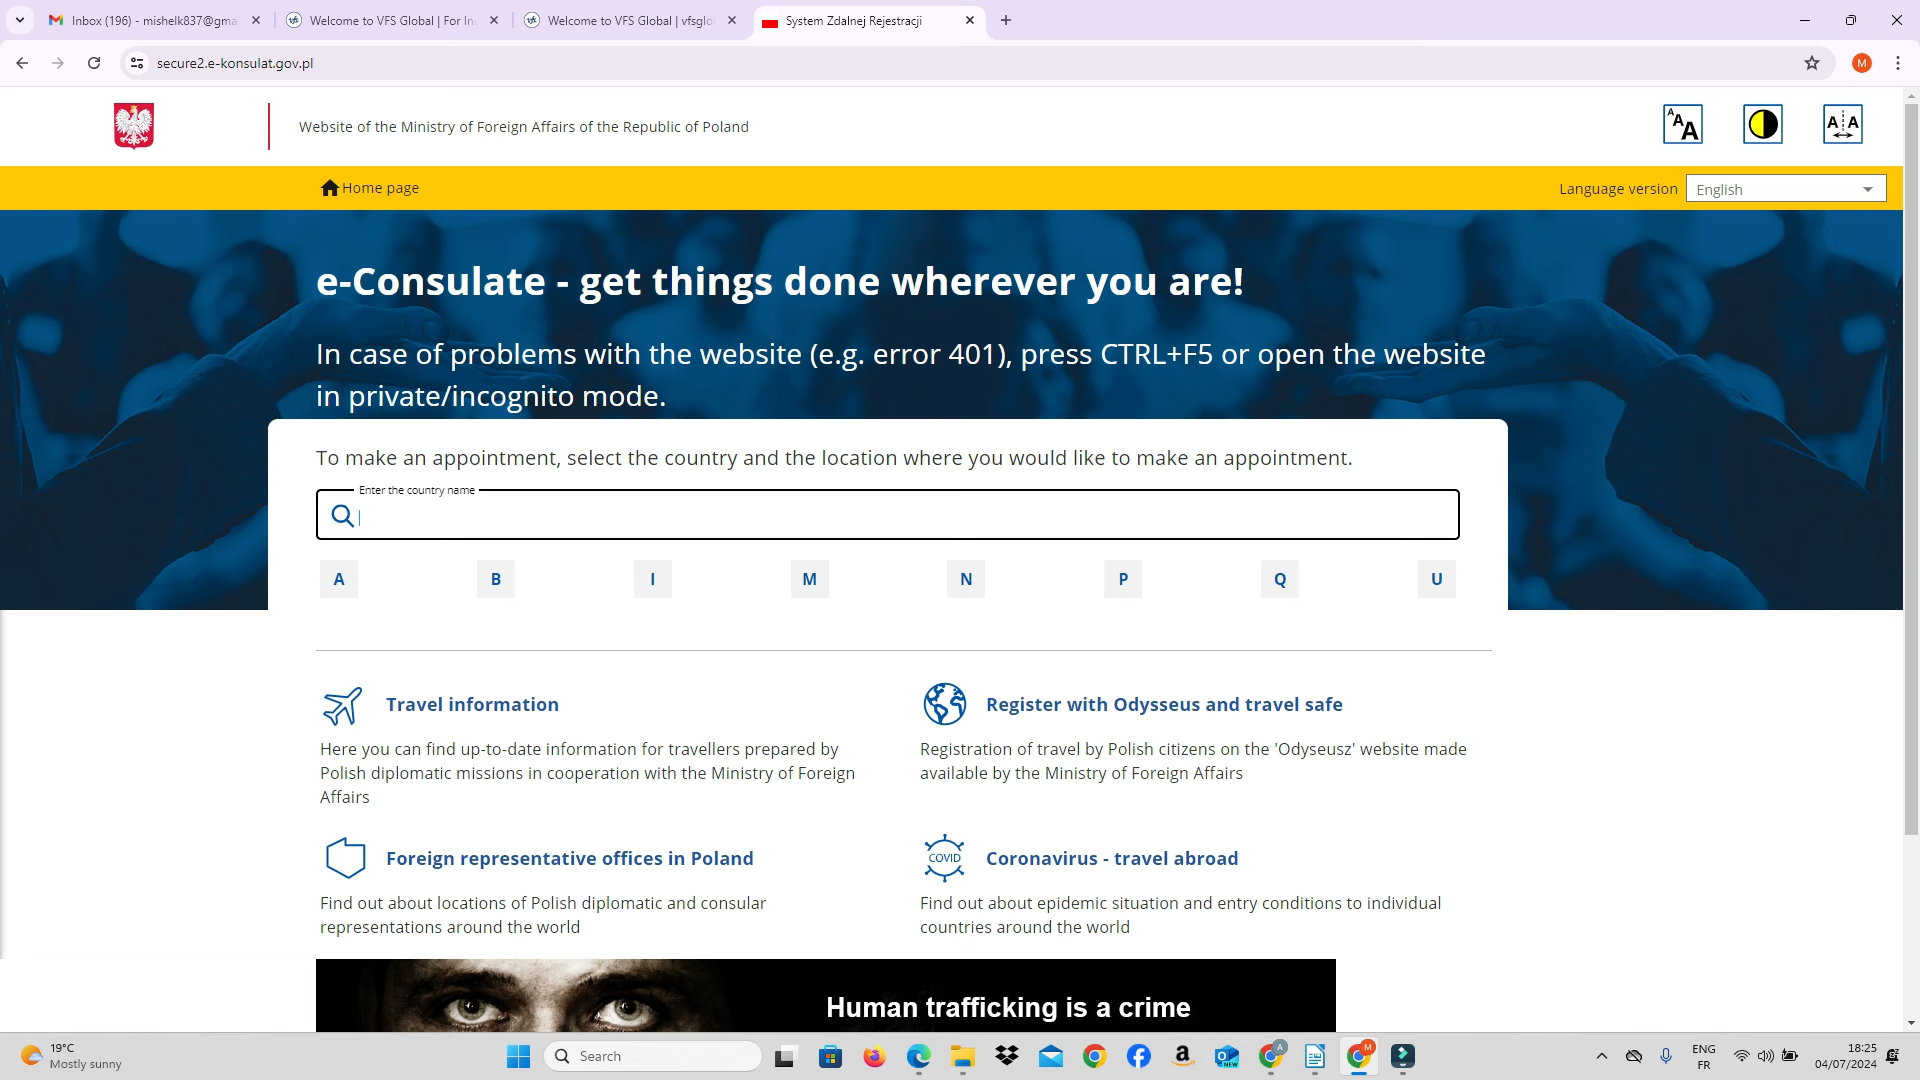 Inbox (196) - mishelk837@gma
Welcome to VFS Global | For In
Welcome to VFS Global | vfsglo
System Zdalnej Rejestracji
secure2.e-konsulat.gov.pl
M
Website of the Ministry of Foreign Affairs of the Republic of Poland
A A A
A A
Home page
Language version
English
e-Consulate - get things done wherever you are!
In case of problems with the website (e.g. error 401), press CTRL+F5 or open the website
in private/incognito mode.
To make an appointment, select the country and the location where you would like to make an appointment.
Enter the country name
A B I M N P Q U
Travel information
Here you can find up-to-date information for travellers prepared by
Polish diplomatic missions in cooperation with the Ministry of Foreign
Affairs
Register with Odysseus and travel safe
Registration of travel by Polish citizens on the 'Odyseusz' website made
available by the Ministry of Foreign Affairs
Foreign representative offices in Poland
Find out about locations of Polish diplomatic and consular
representations around the world
COVID
Coronavirus - travel abroad
Find out about epidemic situation and entry conditions to individual
countries around the world
Human trafficking is a crime
19°C
Mostly sunny
Search
NEW
A
M
ENG
FR
18:25
04/07/2024